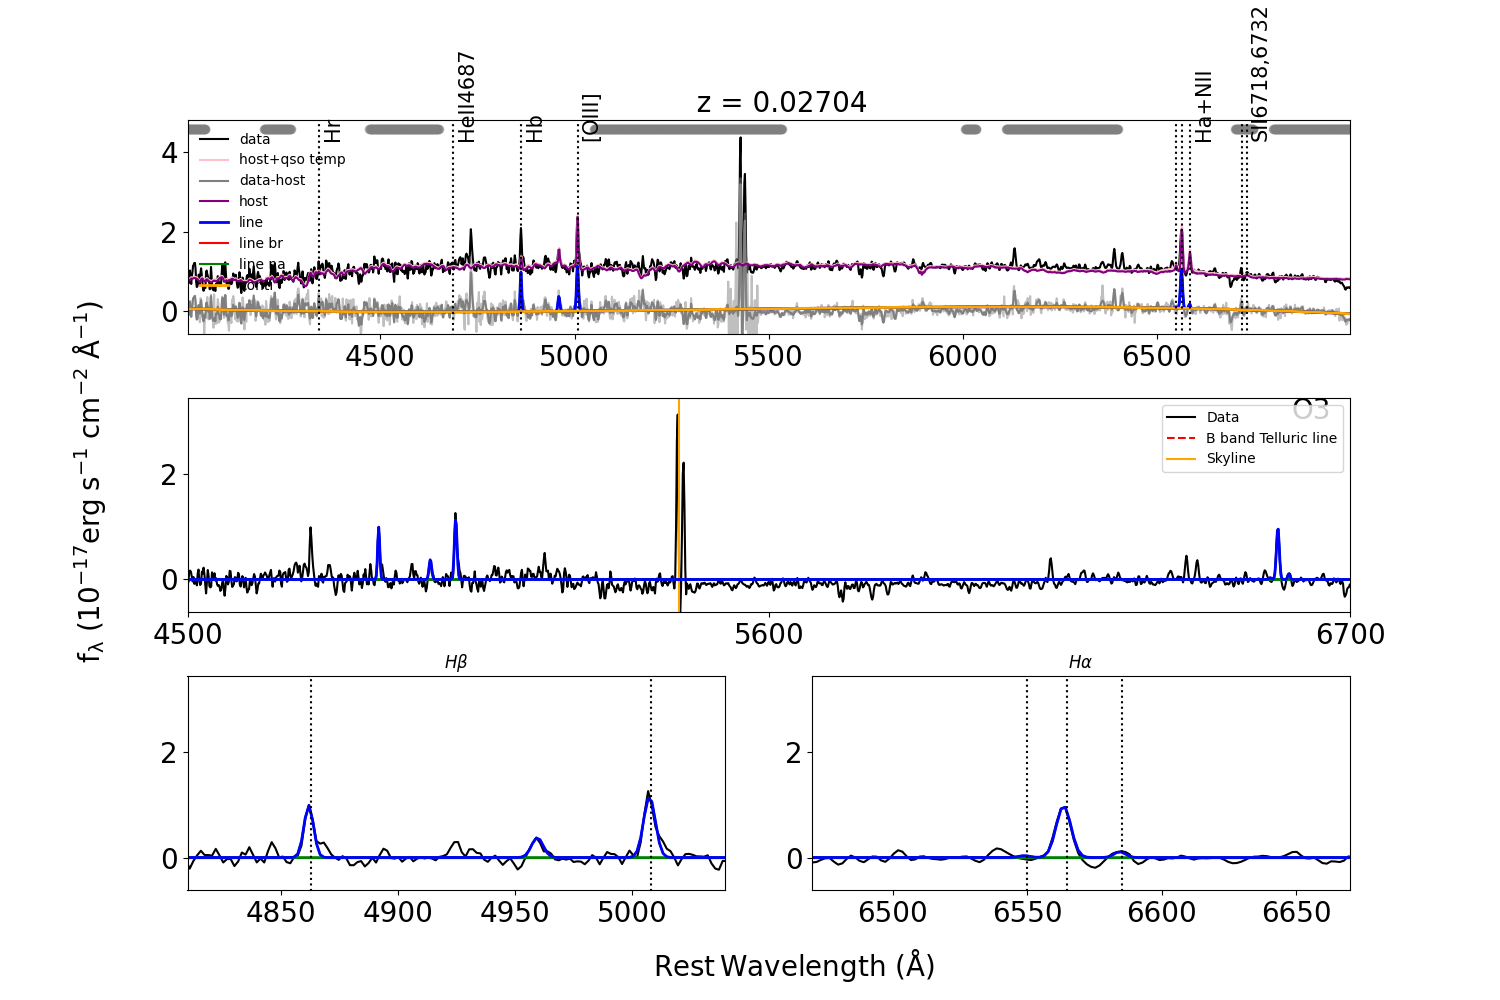 z = 0.02704
Hr
HeII4687
Hb
[OIII]
Ha+NII
SII6718,6732
data
host+qso temp
data-host
host
line
line br
line na
conti
4
2
0
4500
5000
5500
6000
6500
O3
Data
B band Telluric line
Skyline
2
0
4500
5600
6700
fλ (10⁻¹⁷erg s⁻¹ cm⁻² Å⁻¹)
Hβ
2
0
4850
4900
4950
5000
Hα
2
0
6500
6550
6600
6650
Rest Wavelength (Å)